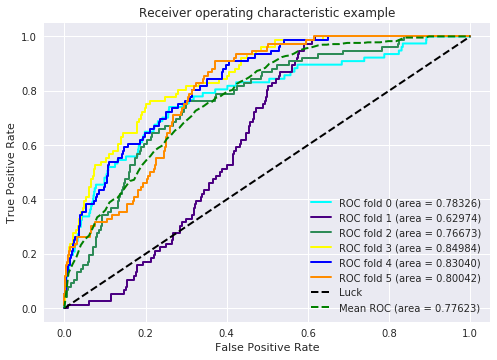 Receiver operating characteristic example
True Positive Rate
1.0
0.8
0.6
0.4
0.2
0.0
ROC fold 0 (area = 0.78326)
ROC fold 1 (area = 0.62974)
ROC fold 2 (area = 0.76673)
ROC fold 3 (area = 0.84984)
ROC fold 4 (area = 0.83040)
ROC fold 5 (area = 0.80042)
Luck
Mean ROC (area = 0.77623)
0.0 0.2 0.4 0.6 0.8 1.0
False Positive Rate